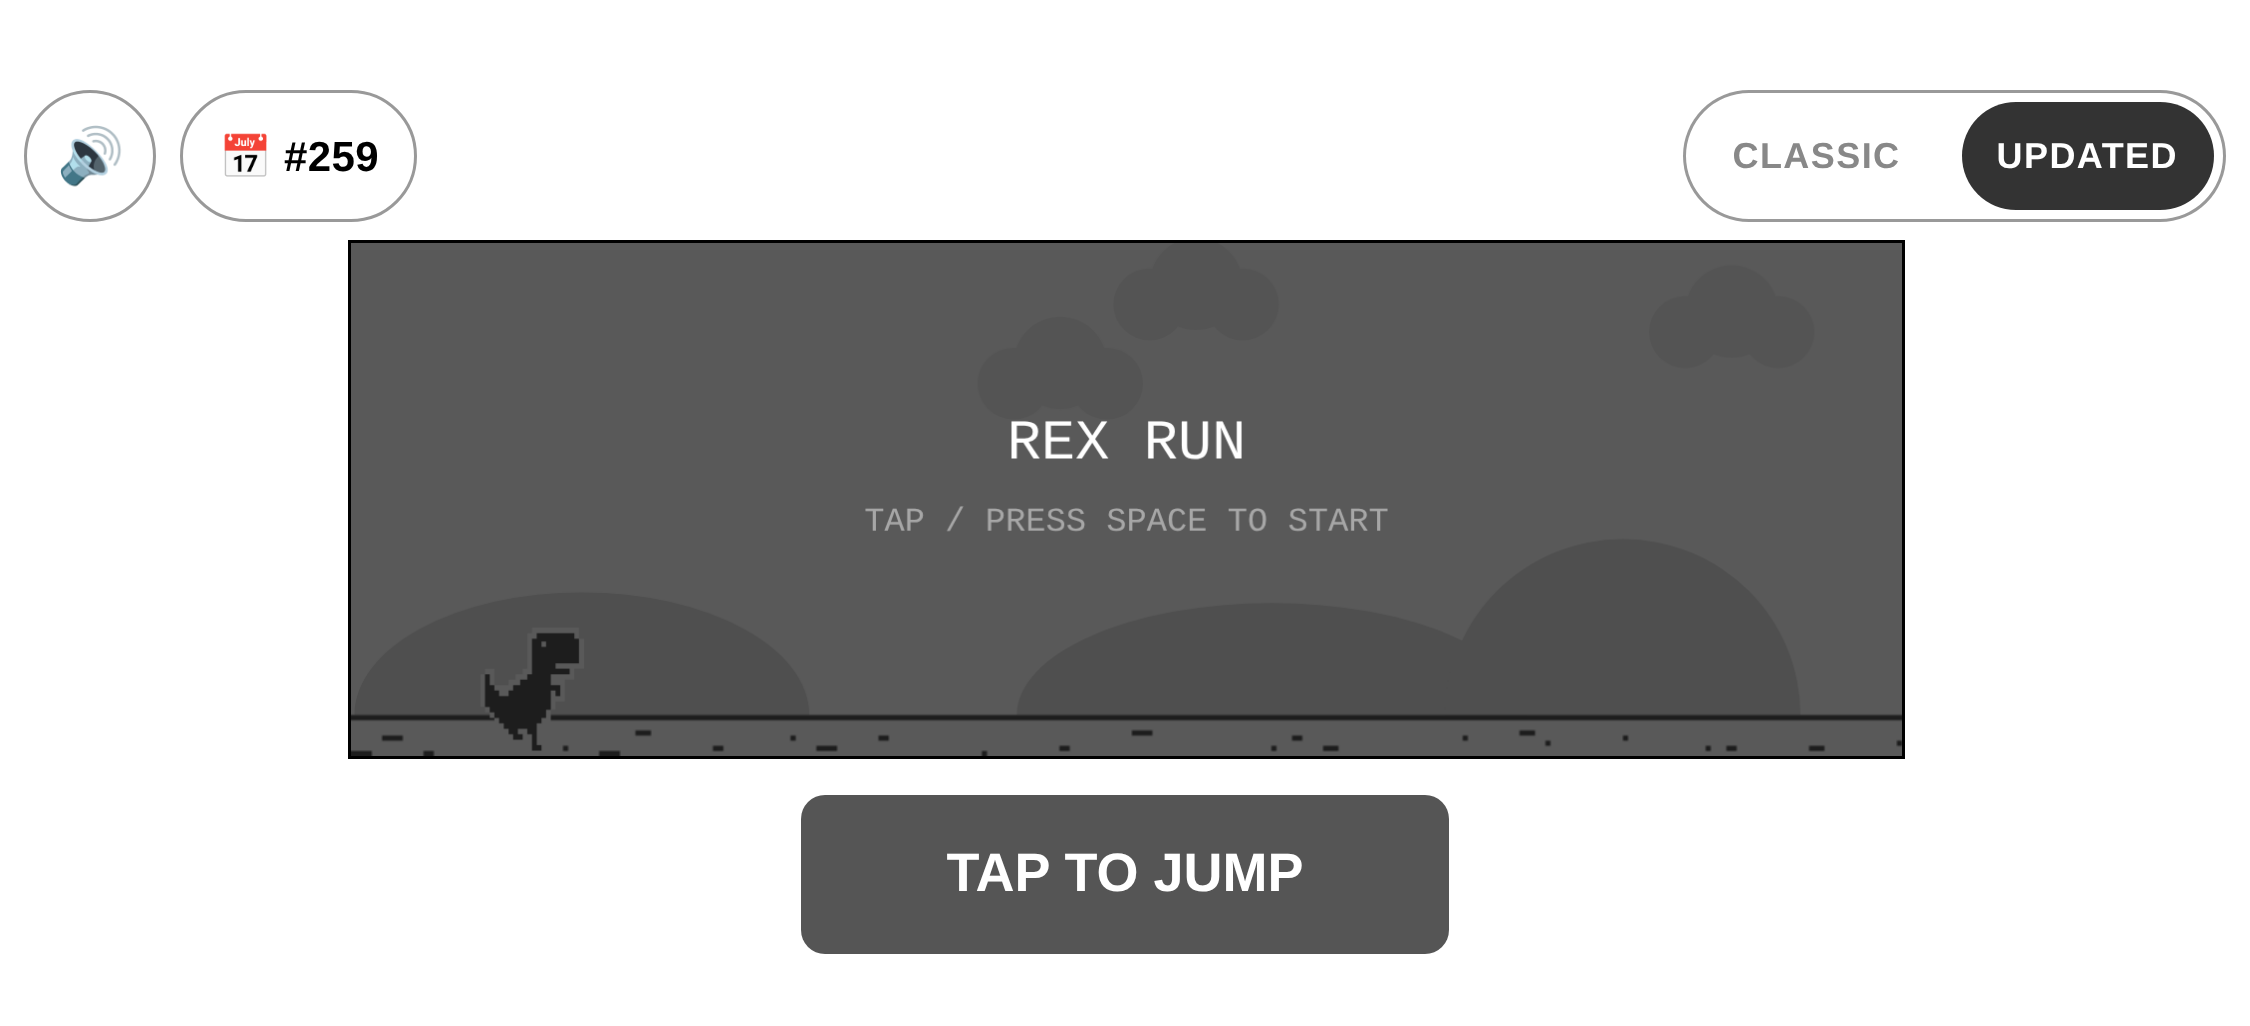 July
17
#259
CLASSIC
UPDATED
REX RUN
TAP / PRESS SPACE TO START
TAP TO JUMP